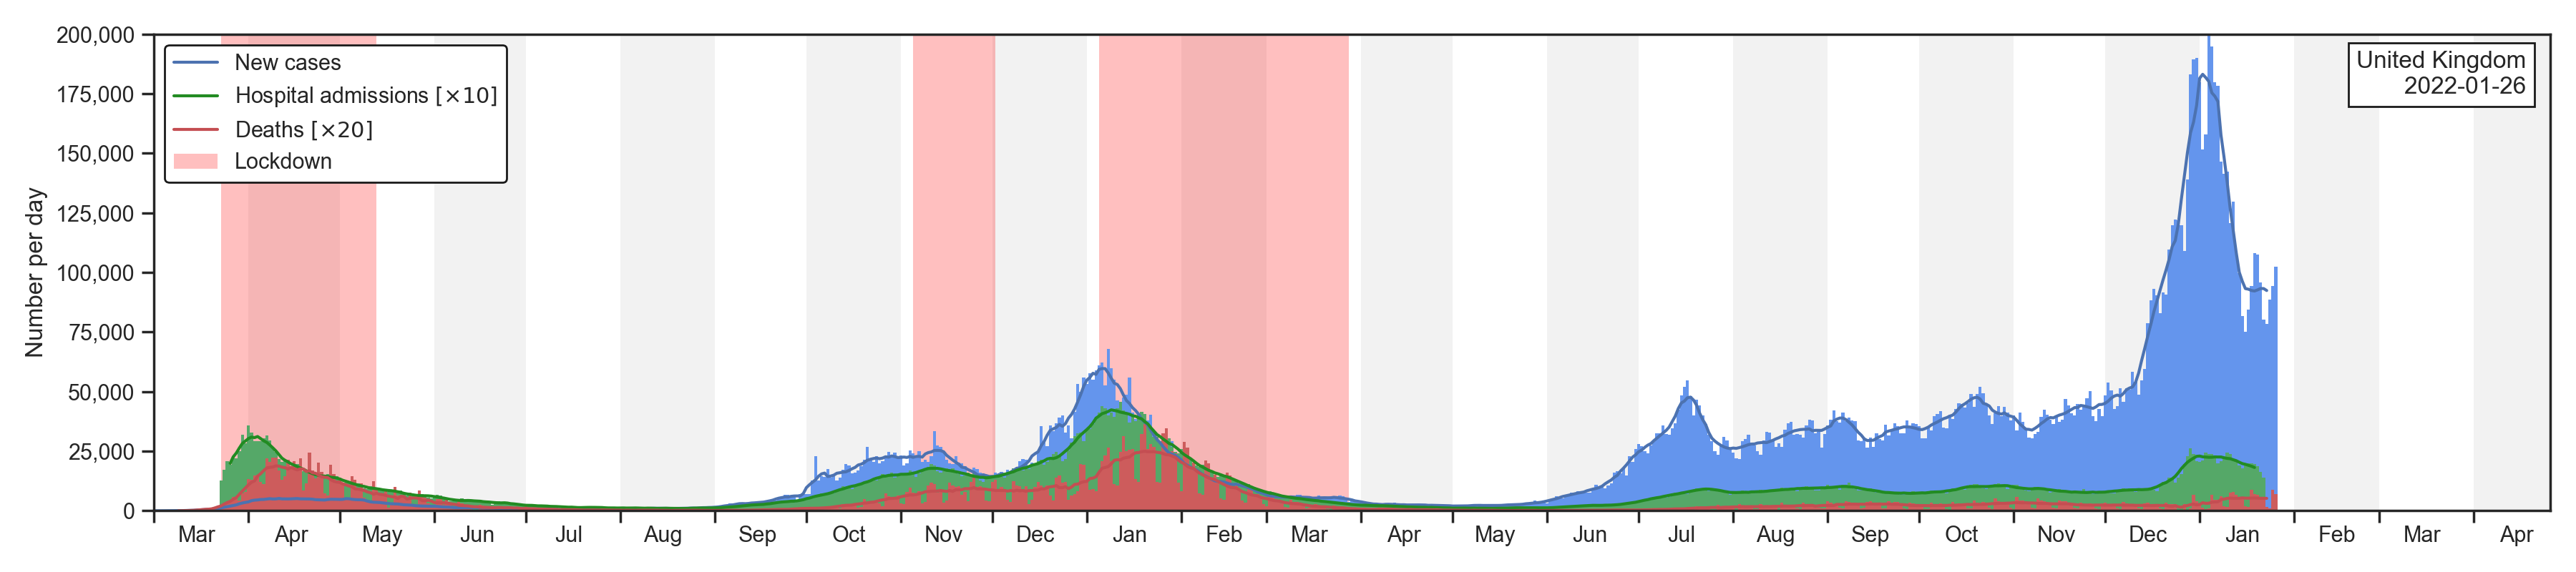 200,000
175,000
150,000
125,000
100,000
75,000
50,000
25,000
0
Number per day
New cases
Hospital admissions [×10]
Deaths [×20]
Lockdown
United Kingdom
2022-01-26
Mar Apr May Jun Jul Aug Sep Oct Nov Dec Jan Feb Mar Apr May Jun Jul Aug Sep Oct Nov Dec Jan Feb Mar Apr